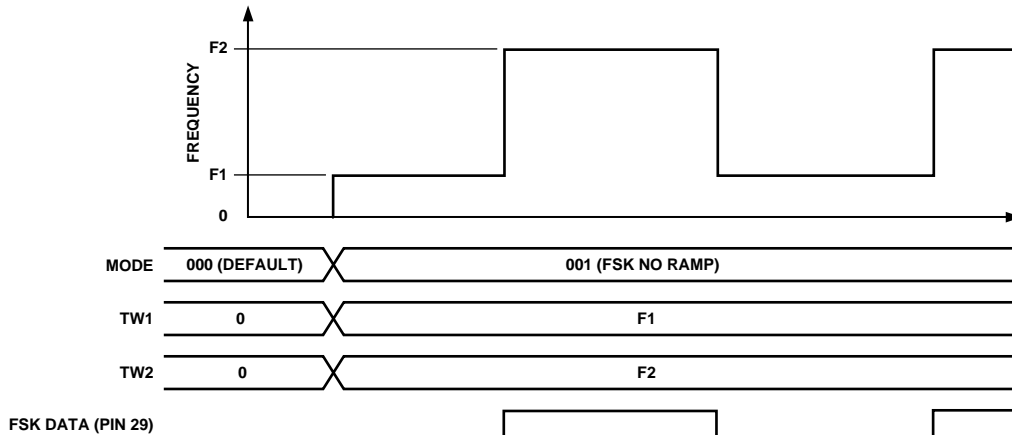 F2
FREQUENCY
F1
0
MODE 000 (DEFAULT) 001 (FSK NO RAMP)
TW1 0 F1
TW2 0 F2
FSK DATA (PIN 29)